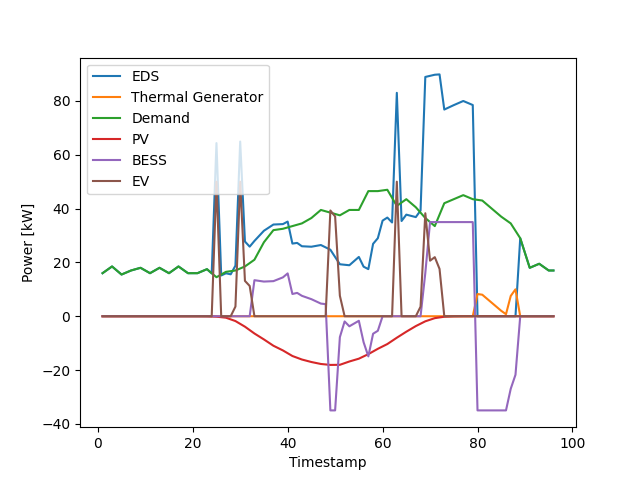 EDS
Thermal Generator
Demand
PV
BESS
EV
Power [kW]
80
60
40
20
0
−20
−40
0 20 40 60 80 100
Timestamp